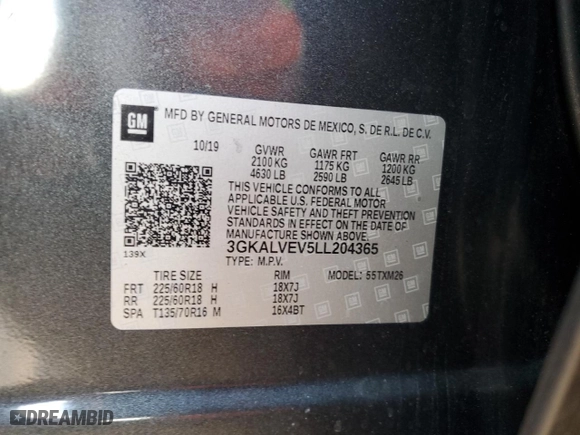 GM
MFD BY GENERAL MOTORS DE MEXICO, S. DE R.L. DE C.V.
10/19 GVWR GAWR FRT GAWR RR
2100 KG 1175 KG 1200 KG
4630 LB 2590 LB 2645 LB
THIS VEHICLE CONFORMS TO ALL
APPLICABLE U.S. FEDERAL MOTOR
VEHICLE SAFETY AND THEFT PREVENTION
STANDARDS IN EFFECT ON THE DATE OF
MANUFACTURE SHOWN ABOVE.
139X
3GKALVEV5LL204365
TYPE: M.P.V. MODEL: 55TXM26
TIRE SIZE RIM
FRT 225/60R18 H 18X7J
RR 225/60R18 H 18X7J
SPA T135/70R16 M 16X4BT
DREAMBID